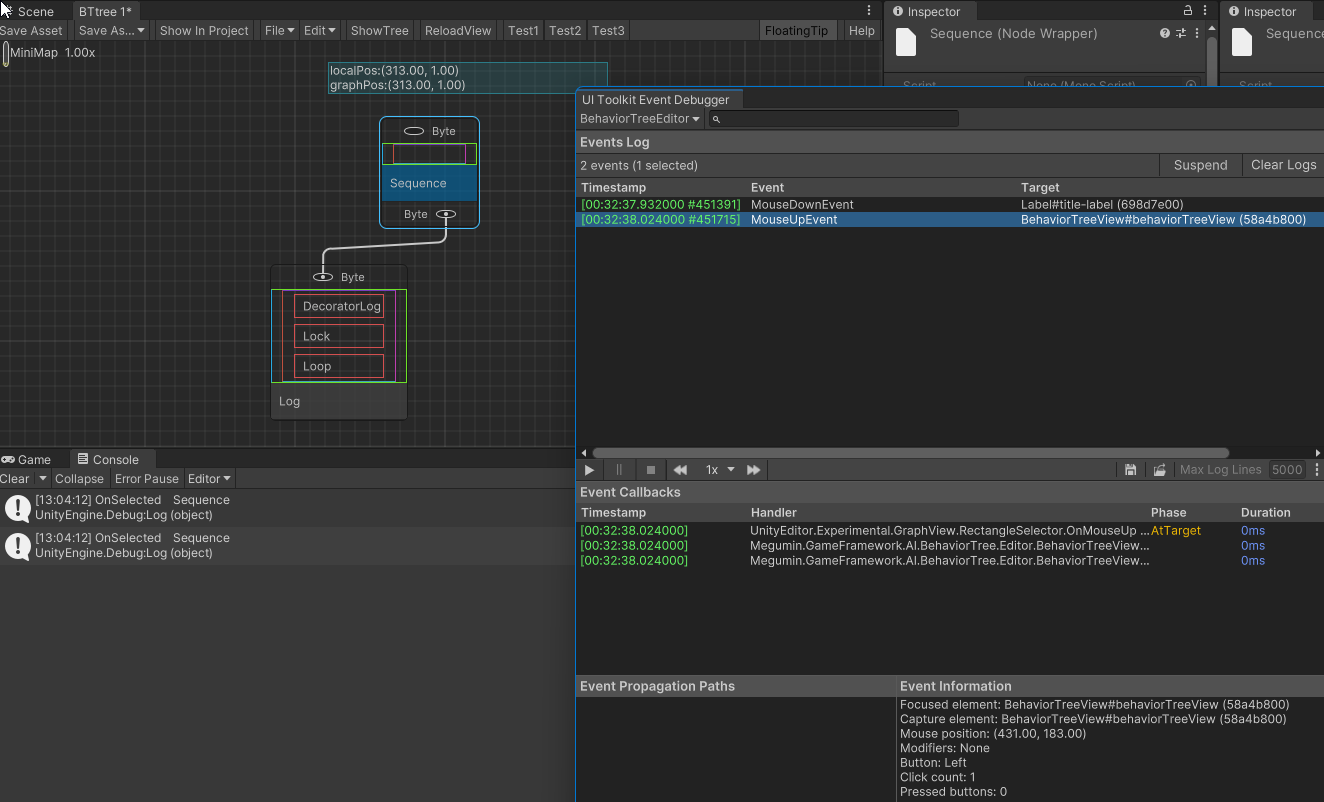 Scene
BTtree 1*
Save Asset
Save As...
Show In Project
File
Edit
ShowTree
ReloadView
Test1
Test2
Test3
FloatingTip
Help
MiniMap 1.00x
localPos:(313.00, 1.00)
graphPos:(313.00, 1.00)
Byte
Sequence
Byte
Byte
DecoratorLog
Lock
Loop
Log
Inspector
Sequence (Node Wrapper)
Script
None (Mono Script)
Inspector
Sequenc
Script
UI Toolkit Event Debugger
BehaviorTreeEditor
Events Log
2 events (1 selected)
Suspend
Clear Logs
Timestamp Event Target
[00:32:37.932000 #451391] MouseDownEvent Label#title-label (698d7e00)
[00:32:38.024000 #451715] MouseUpEvent BehaviorTreeView#behaviorTreeView (58a4b800)
1x
Max Log Lines 5000
Event Callbacks
Timestamp Handler Phase Duration
[00:32:38.024000] UnityEditor.Experimental.GraphView.RectangleSelector.OnMouseUp ... AtTarget 0ms
[00:32:38.024000] Megumin.GameFramework.AI.BehaviorTree.Editor.BehaviorTreeView... 0ms
[00:32:38.024000] Megumin.GameFramework.AI.BehaviorTree.Editor.BehaviorTreeView... 0ms
Event Propagation Paths
Event Information
Focused element: BehaviorTreeView#behaviorTreeView (58a4b800)
Capture element: BehaviorTreeView#behaviorTreeView (58a4b800)
Mouse position: (431.00, 183.00)
Modifiers: None
Button: Left
Click count: 1
Pressed buttons: 0
Game
Console
Clear
Collapse
Error Pause
Editor
[13:04:12] OnSelected Sequence
UnityEngine.Debug:Log (object)
[13:04:12] OnSelected Sequence
UnityEngine.Debug:Log (object)